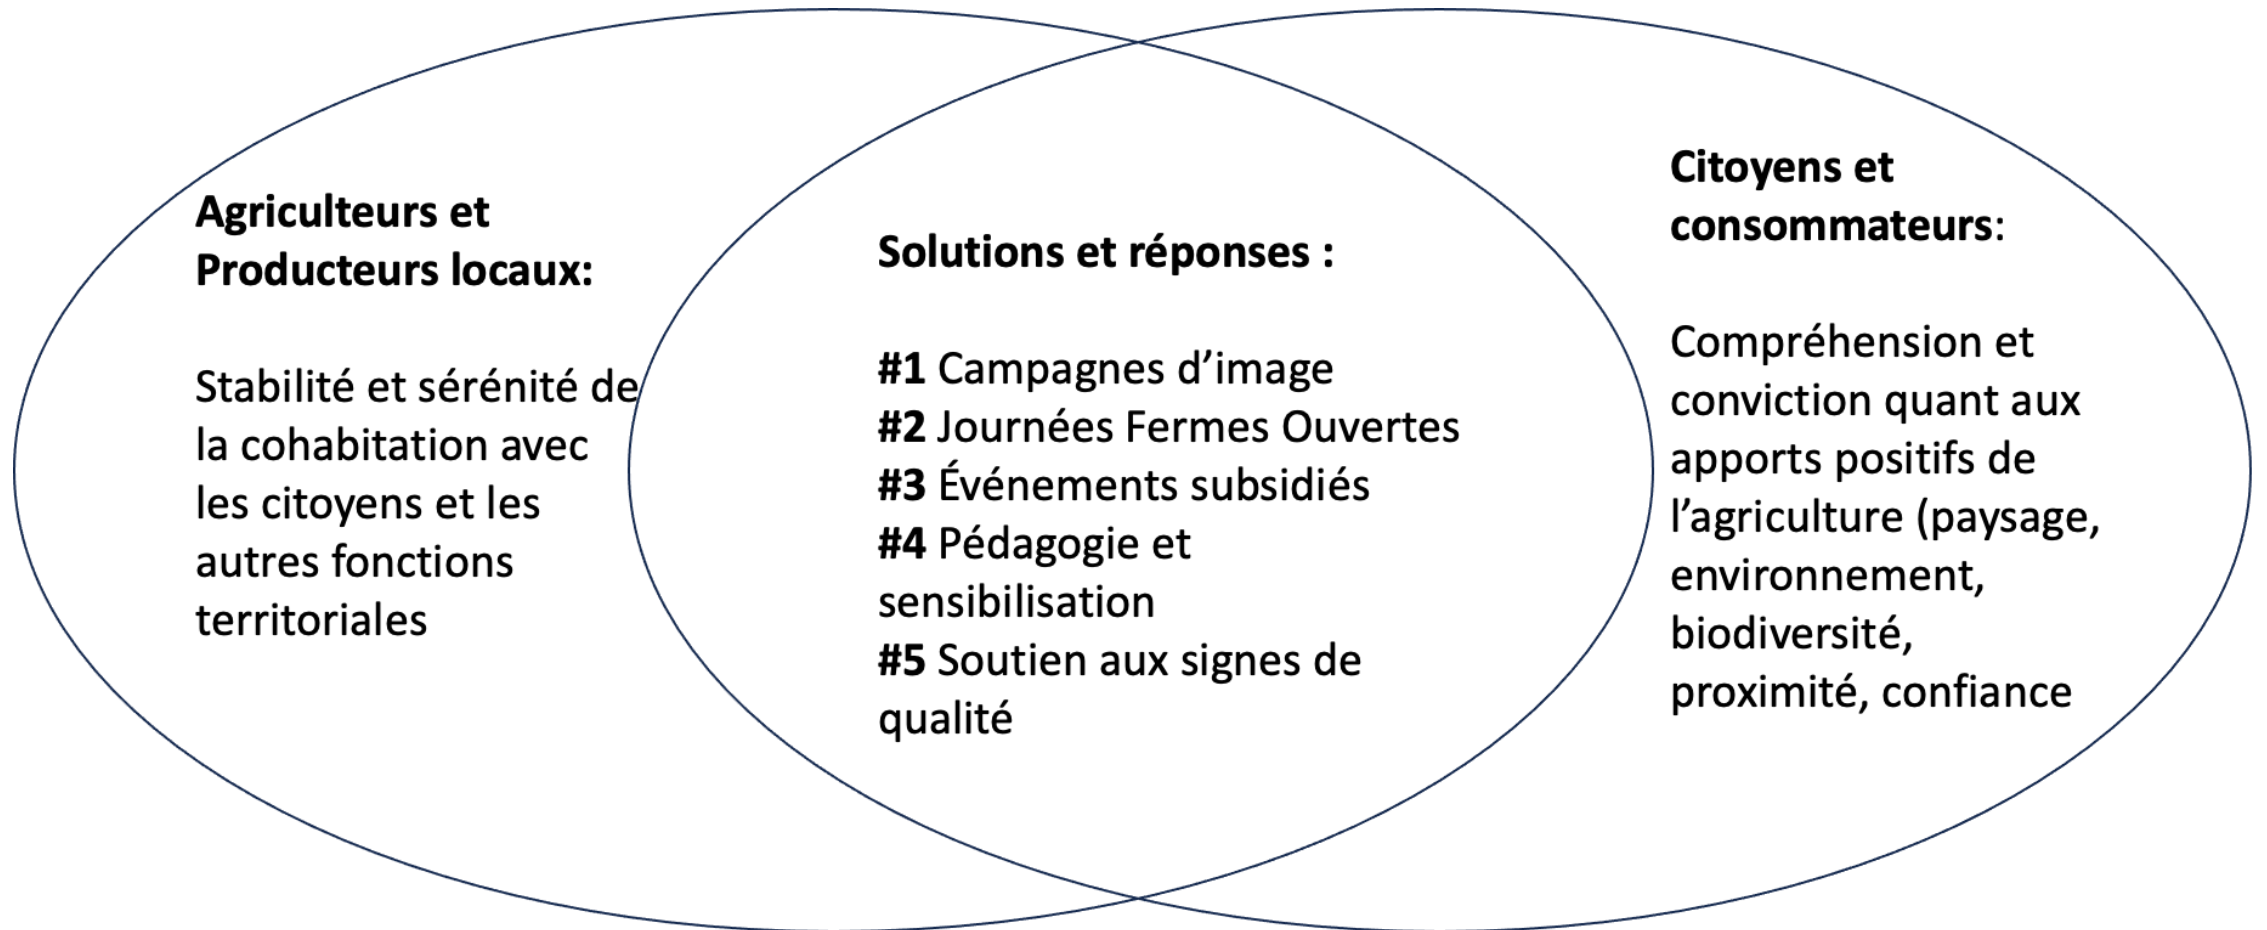 Agriculteurs et
Producteurs locaux:
Stabilité et sérénité de
la cohabitation avec
les citoyens et les
autres fonctions
territoriales
Solutions et réponses :
#1 Campagnes d’image
#2 Journées Fermes Ouvertes
#3 Événements subsidiés
#4 Pédagogie et
sensibilisation
#5 Soutien aux signes de
qualité
Citoyens et
consommateurs:
Compréhension et
conviction quant aux
apports positifs de
l’agriculture (paysage,
environnement,
biodiversité,
proximité, confiance